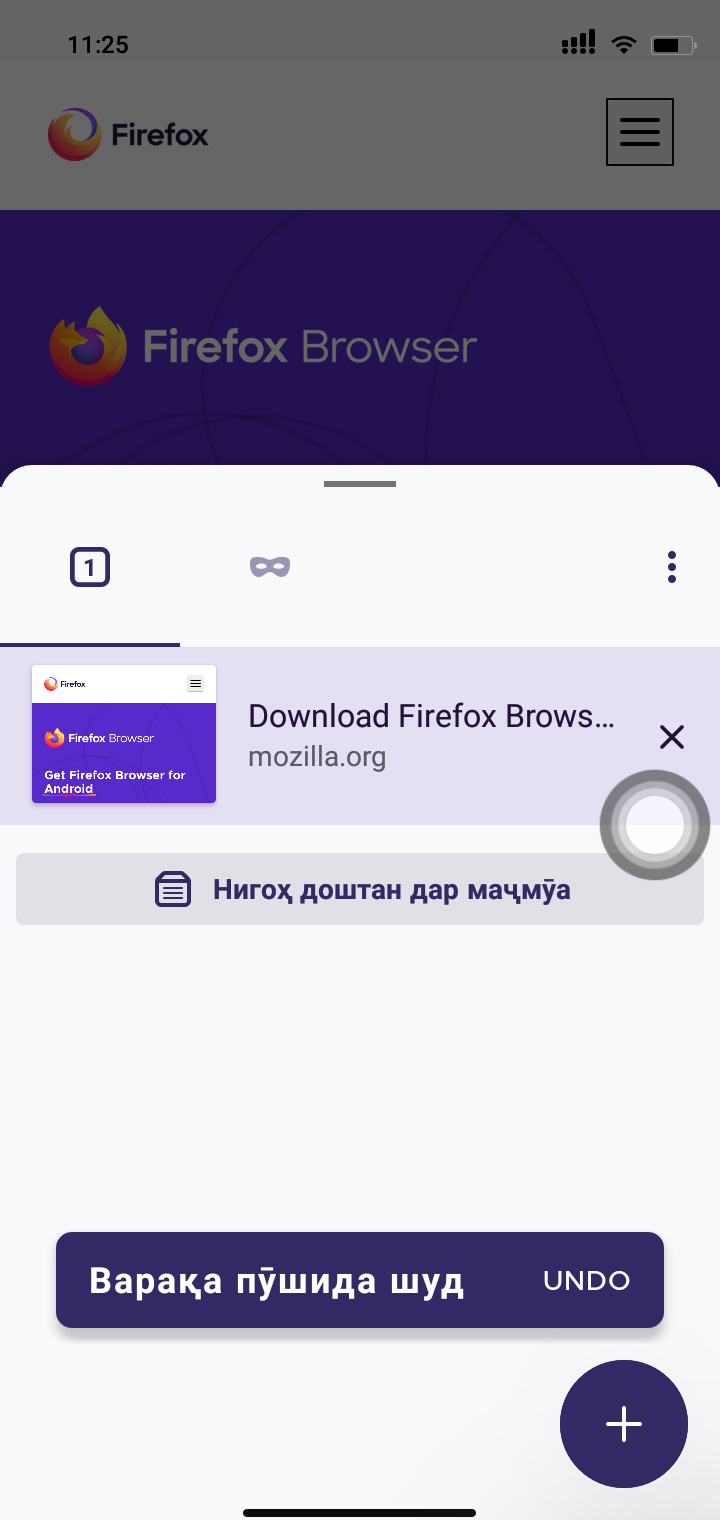 11:25
Firefox
Firefox Browser
1
Firefox
Firefox Browser
Get Firefox Browser for
Android
Download Firefox Brows...
mozilla.org
Нигоҳ доштан дар маҷмӯа
Варақа пӯшида шуд
UNDO